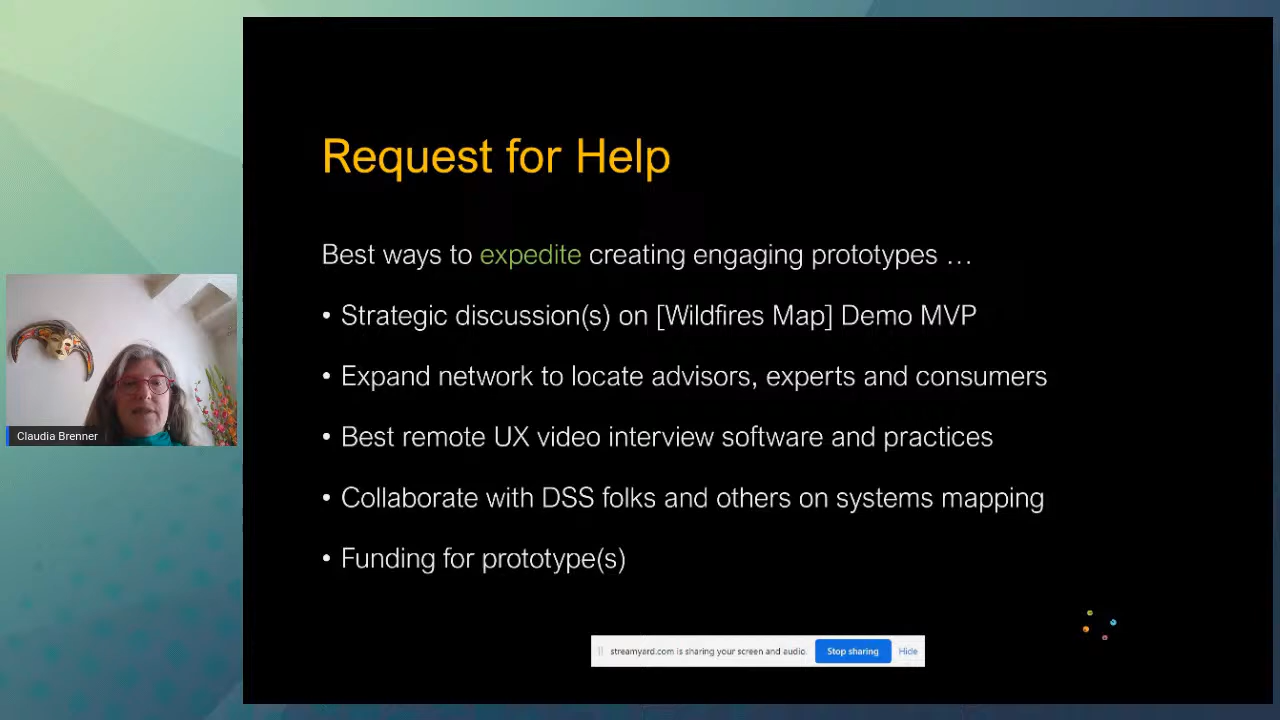 Request for Help
Best ways to expedite creating engaging prototypes …
• Strategic discussion(s) on [Wildfires Map] Demo MVP
• Expand network to locate advisors, experts and consumers
• Best remote UX video interview software and practices
• Collaborate with DSS folks and others on systems mapping
• Funding for prototype(s)
Claudia Brenner
streamyard.com is sharing your screen and audio. Stop sharing Hide